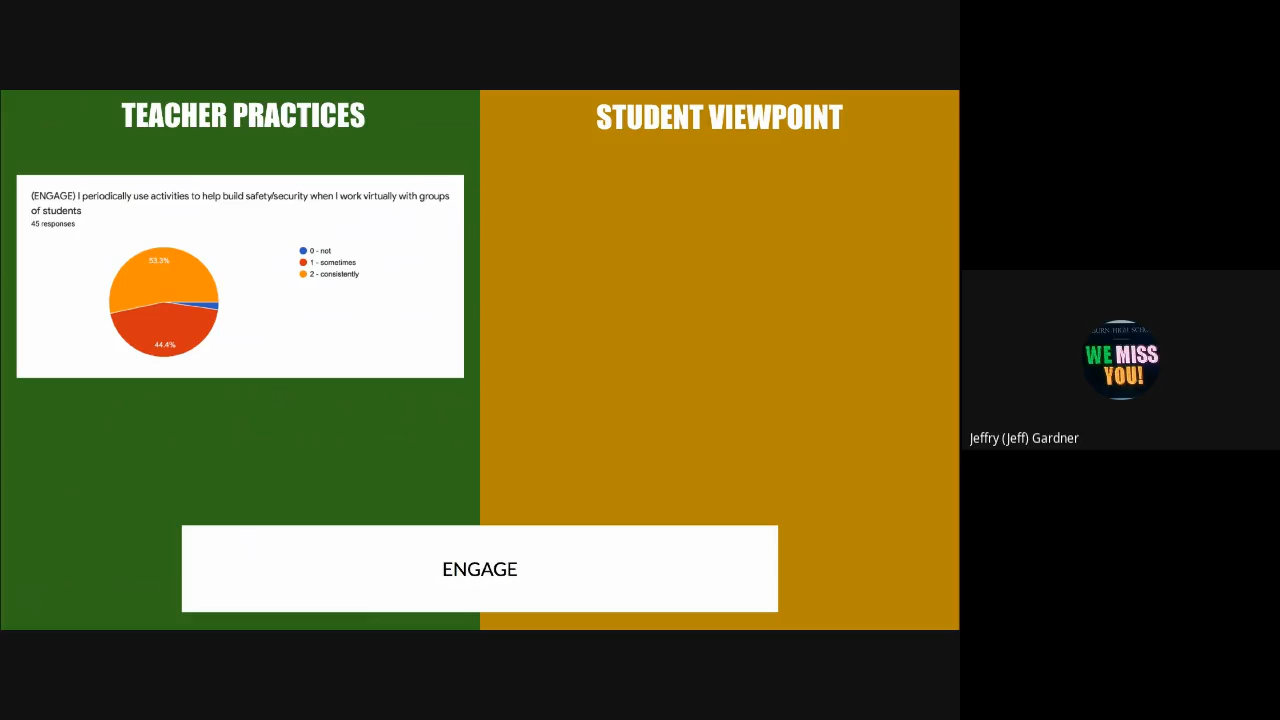 TEACHER PRACTICES
STUDENT VIEWPOINT
(ENGAGE) I periodically use activities to help build safety/security when I work virtually with groups
of students
45 responses
53.3%
44.4%
0 - not
1 - sometimes
2 - consistently
ENGAGE
WE MISS
YOU!
Jeffry (Jeff) Gardner